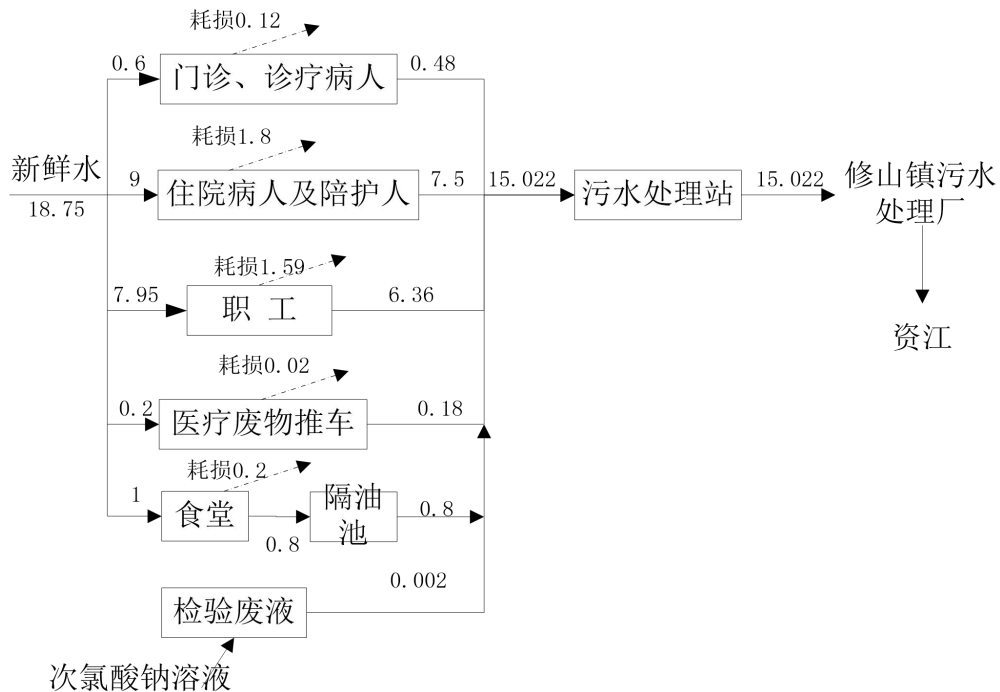 耗损0.12
0.6
门诊、诊疗病人
0.48
耗损1.8
新鲜水
18.75
9
住院病人及陪护人
7.5
15.022
污水处理站
15.022
修山镇污水
处理厂
耗损1.59
7.95
职 工
6.36
资江
耗损0.02
0.2
医疗废物推车
0.18
耗损0.2
1
食堂
0.8
隔油
池
0.8
0.002
检验废液
次氯酸钠溶液